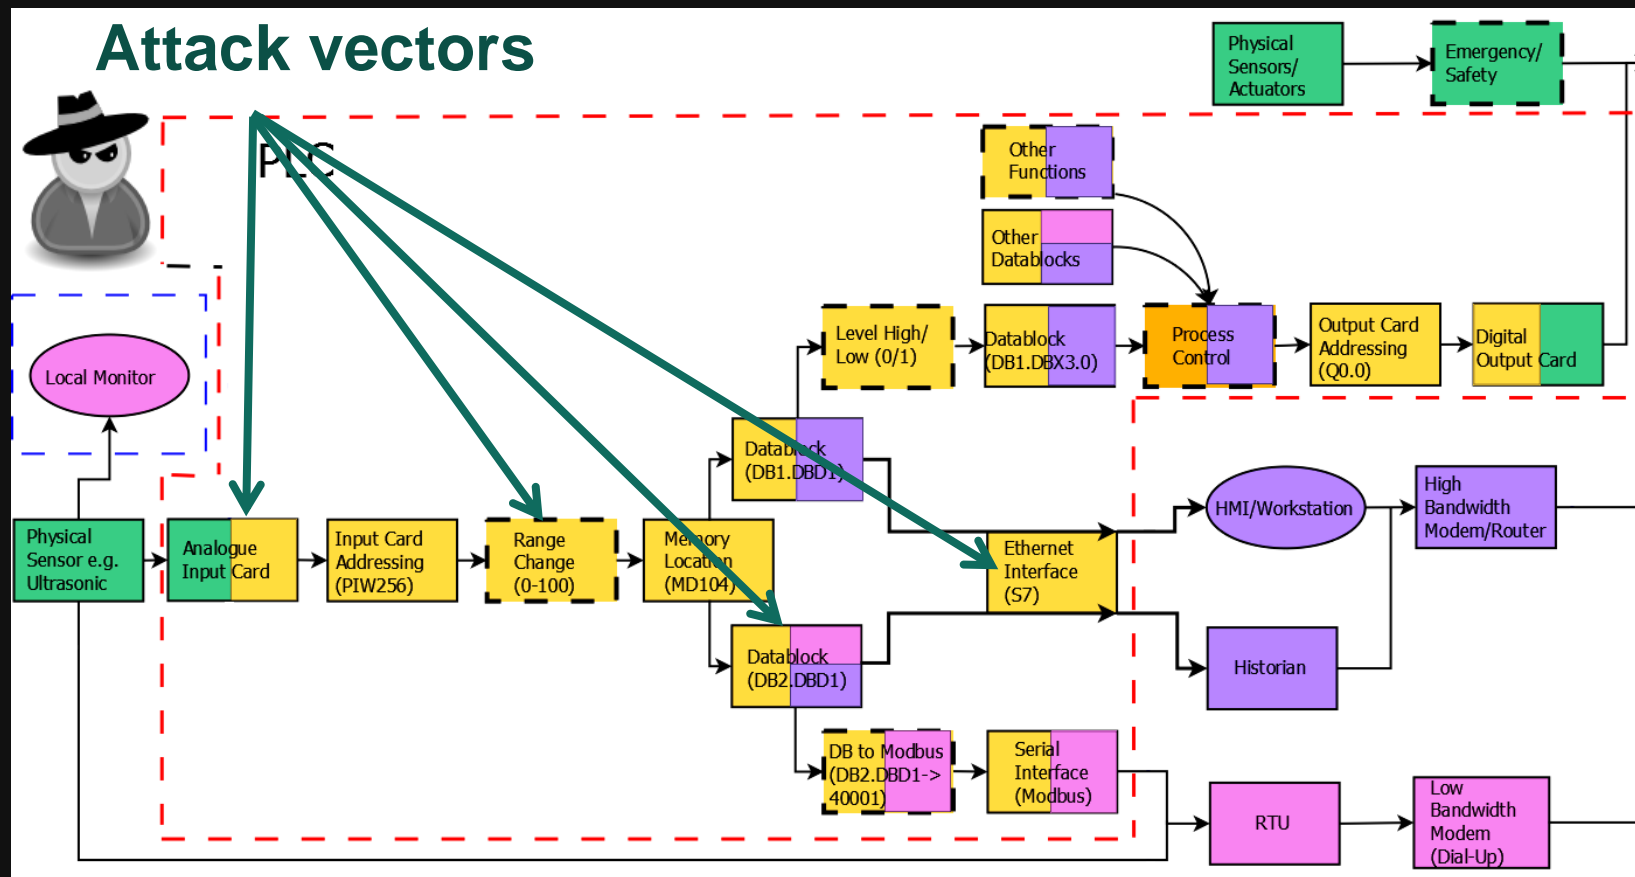 Attack vectors
Physical
Sensors/
Actuators
Emergency/
Safety
PLC
Other
Functions
Other
Datablocks
Local Monitor
Level High/
Low (0/1)
Datablock
(DB1.DBX3.0)
Process
Control
Output Card
Addressing
(Q0.0)
Digital
Output Card
Datablock
(DB1.DBD1)
HMI/Workstation
High
Bandwidth
Modem/Router
Physical
Sensor e.g.
Ultrasonic
Analogue
Input Card
Input Card
Addressing
(PIW256)
Range
Change
(0-100)
Memory
Location
(MD104)
Ethernet
Interface
(S7)
Datablock
(DB2.DBD1)
Historian
DB to Modbus
(DB2.DBD1->
40001)
Serial
Interface
(Modbus)
RTU
Low
Bandwidth
Modem
(Dial-Up)